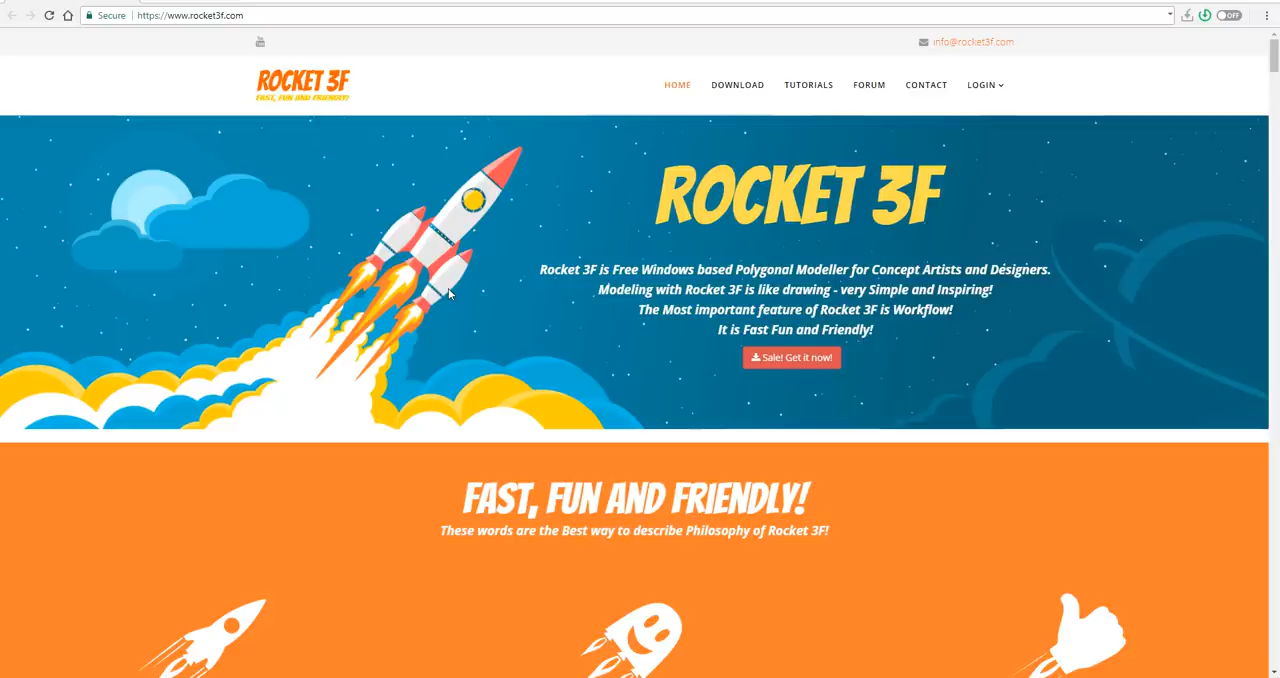 Secure https://www.rocket3f.com
OFF
info@rocket3f.com
ROCKET 3F
FAST, FUN AND FRIENDLY!
HOME DOWNLOAD TUTORIALS FORUM CONTACT LOGIN
ROCKET 3F
Rocket 3F is Free Windows based Polygonal Modeller for Concept Artists and Designers.
Modeling with Rocket 3F is like drawing - very Simple and Inspiring!
The Most important feature of Rocket 3F is Workflow!
It is Fast Fun and Friendly!
Sale! Get it now!
FAST, FUN AND FRIENDLY!
These words are the Best way to describe Philosophy of Rocket 3F!